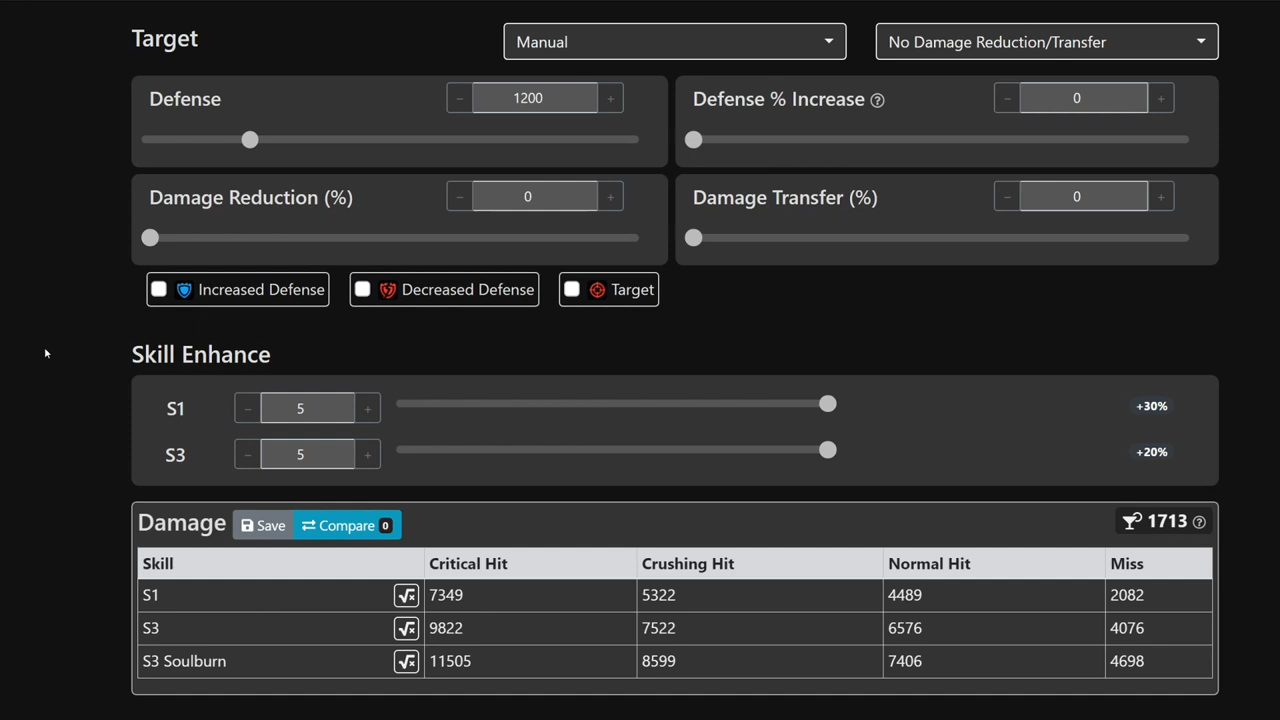 Target
Manual
No Damage Reduction/Transfer
Defense
− 1200 +
Defense % Increase ?
− 0 +
Damage Reduction (%)
− 0 +
Damage Transfer (%)
− 0 +
Increased Defense
Decreased Defense
Target
Skill Enhance
S1 − 5 + +30%
S3 − 5 + +20%
Damage Save Compare 0 1713 ?
Skill Critical Hit Crushing Hit Normal Hit Miss
S1 √x 7349 5322 4489 2082
S3 √x 9822 7522 6576 4076
S3 Soulburn √x 11505 8599 7406 4698